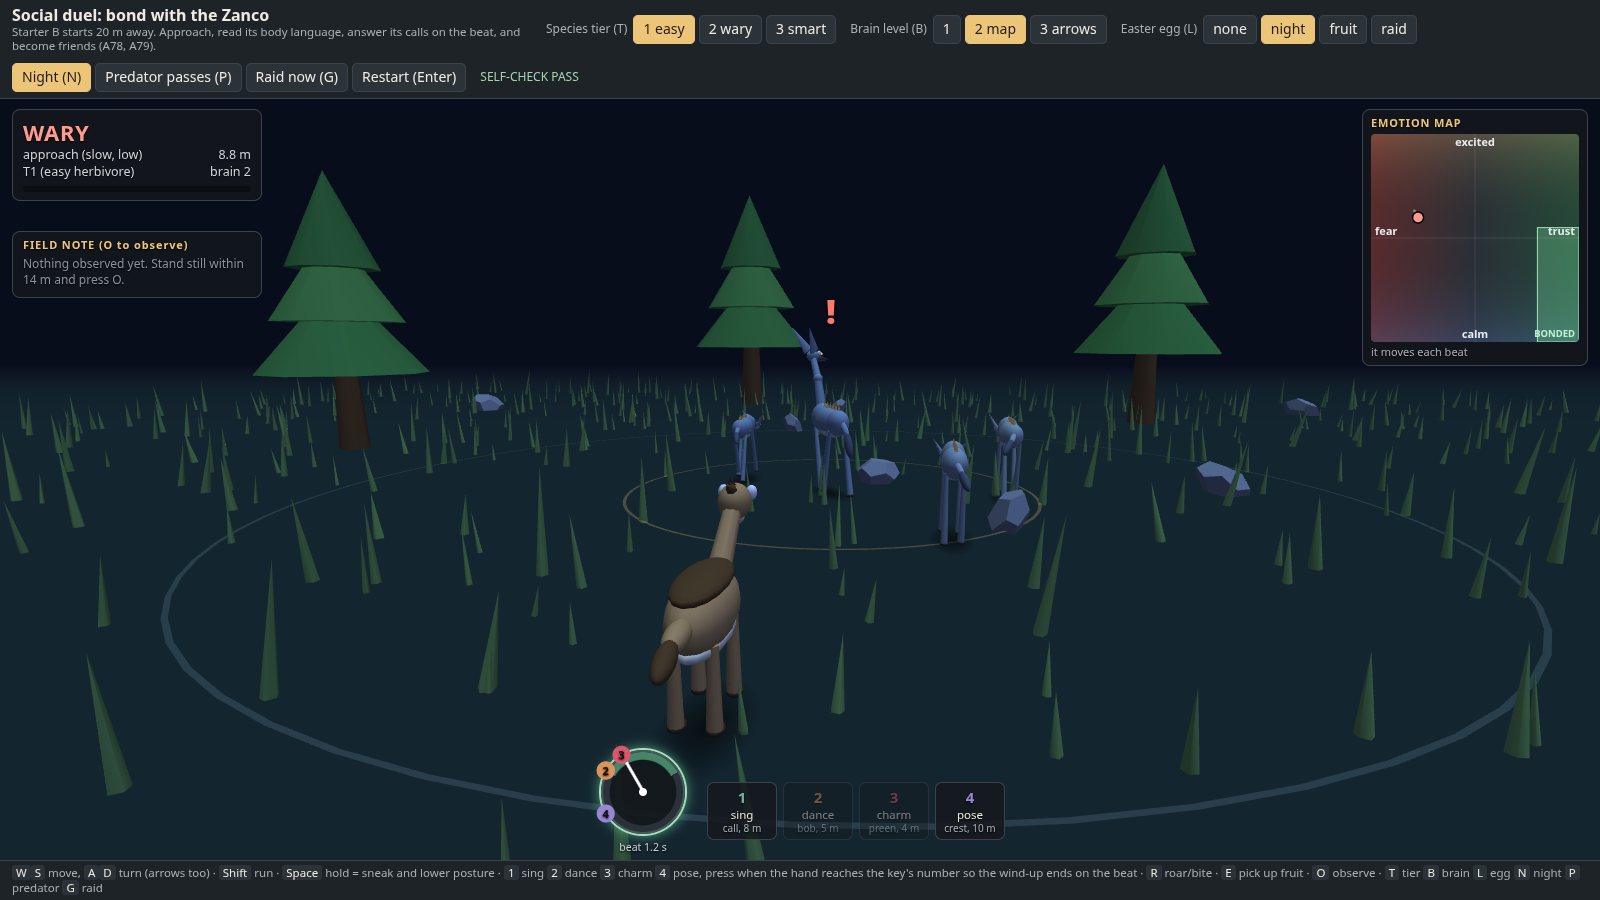 Social duel: bond with the Zanco
Starter B starts 20 m away. Approach, read its body language, answer its calls on the beat, and
become friends (A78, A79).
Species tier (T) 1 easy 2 wary 3 smart Brain level (B) 1 2 map 3 arrows Easter egg (L) none night fruit raid
Night (N) Predator passes (P) Raid now (G) Restart (Enter) SELF-CHECK PASS
WARY
approach (slow, low) 8.8 m
T1 (easy herbivore) brain 2
FIELD NOTE (O to observe)
Nothing observed yet. Stand still within
14 m and press O.
!
EMOTION MAP
excited
fear trust
calm BONDED
it moves each beat
3
2
4
beat 1.2 s
1 2 3 4
sing dance charm pose
call, 8 m bob, 5 m preen, 4 m crest, 10 m
W S move, A D turn (arrows too) · Shift run · Space hold = sneak and lower posture · 1 sing 2 dance 3 charm 4 pose, press when the hand reaches the key's number so the wind-up ends on the beat · R roar/bite · E pick up fruit · O observe · T tier B brain L egg N night P
predator G raid